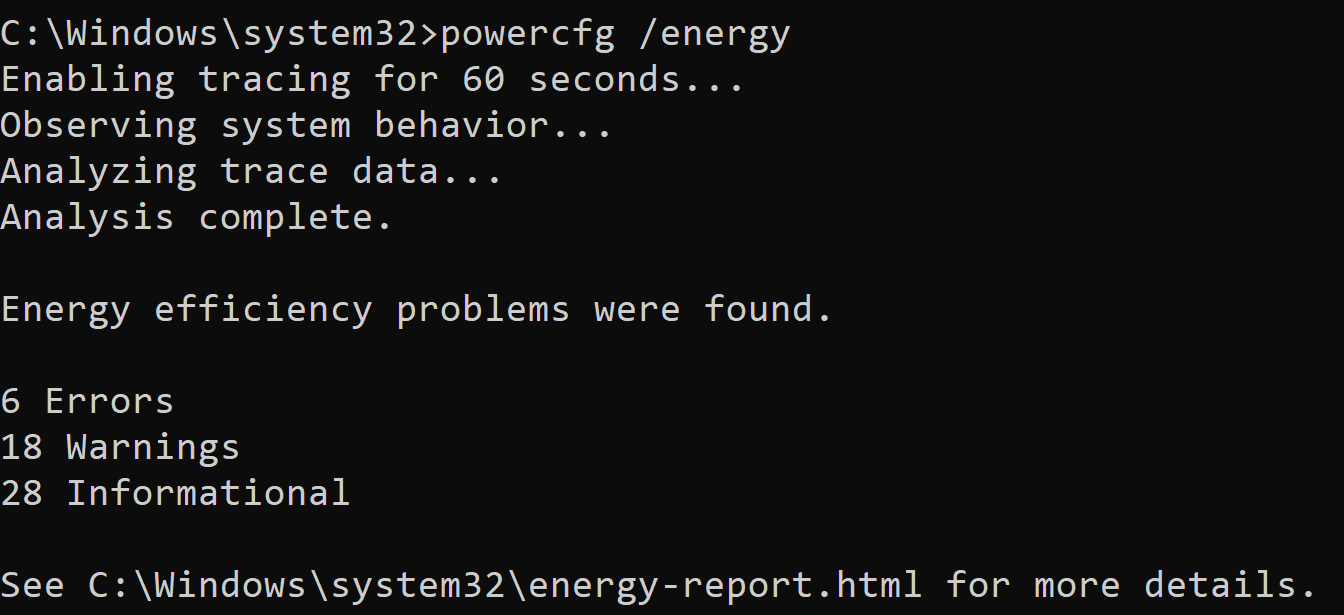 C:\Windows\system32>powercfg /energy
Enabling tracing for 60 seconds...
Observing system behavior...
Analyzing trace data...
Analysis complete.
Energy efficiency problems were found.
6 Errors
18 Warnings
28 Informational
See C:\Windows\system32\energy-report.html for more details.